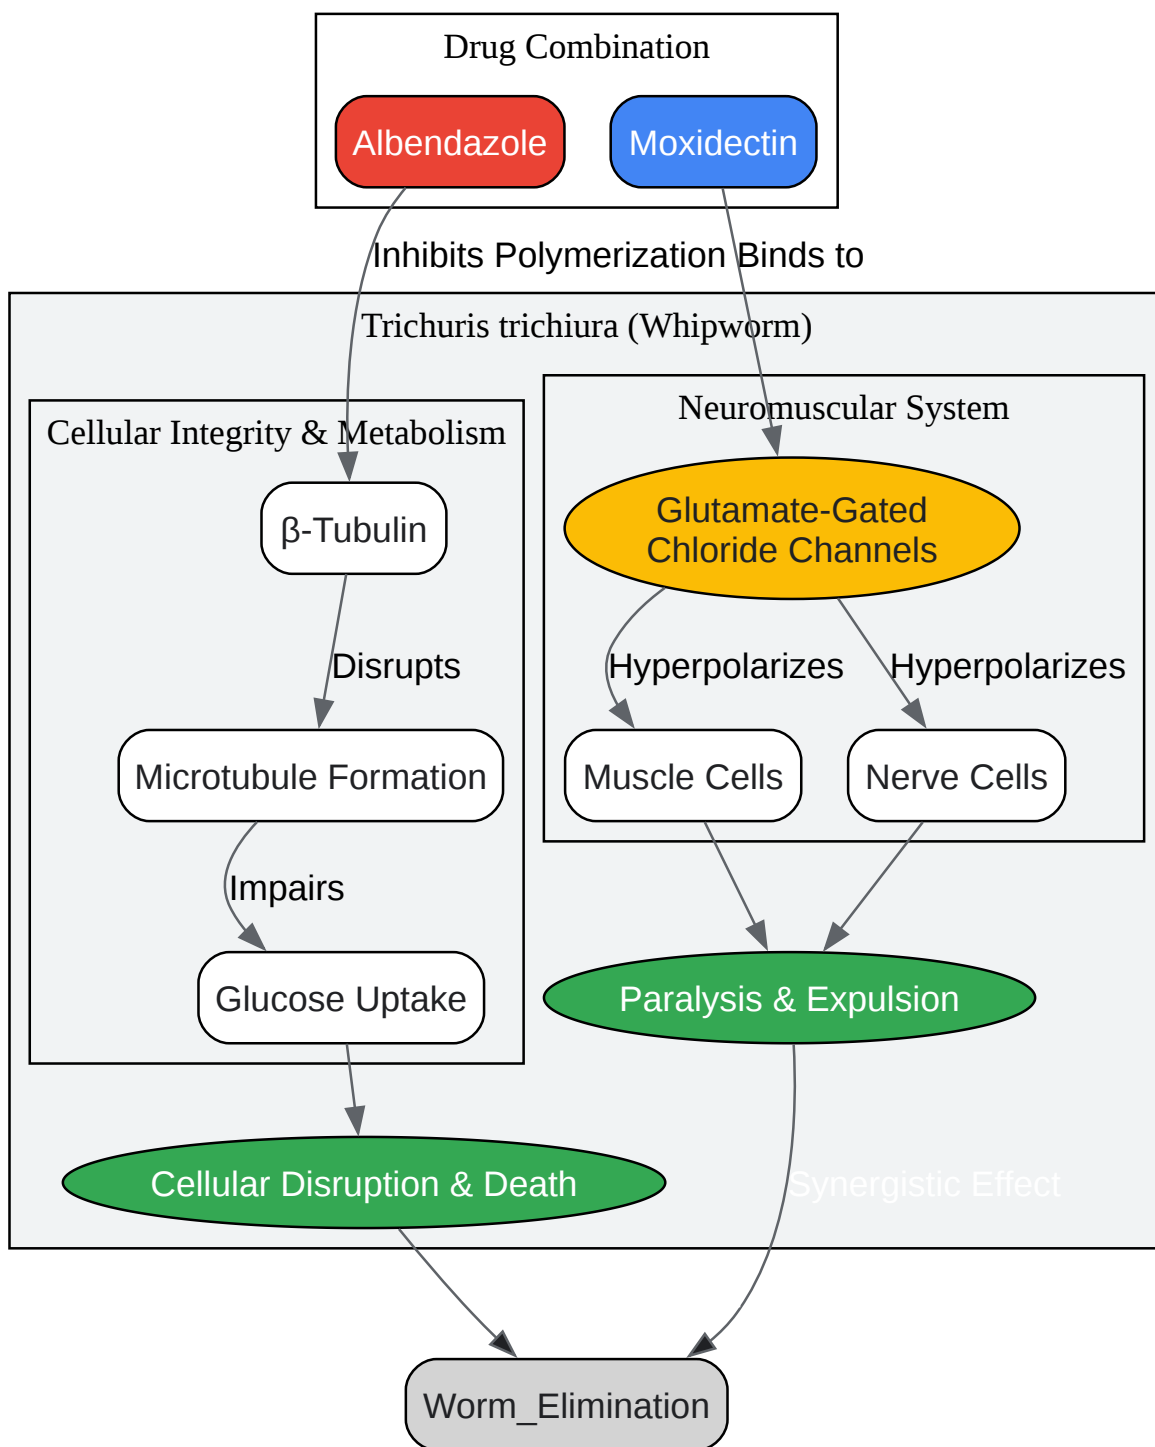 Drug Combination
Albendazole
Moxidectin
Inhibits Polymerization
Binds to
Trichuris trichiura (Whipworm)
Cellular Integrity & Metabolism
Neuromuscular System
β-Tubulin
Glutamate-Gated
Chloride Channels
Disrupts
Hyperpolarizes
Hyperpolarizes
Microtubule Formation
Muscle Cells
Nerve Cells
Impairs
Glucose Uptake
Paralysis & Expulsion
Cellular Disruption & Death
Synergistic Effect
Worm_Elimination